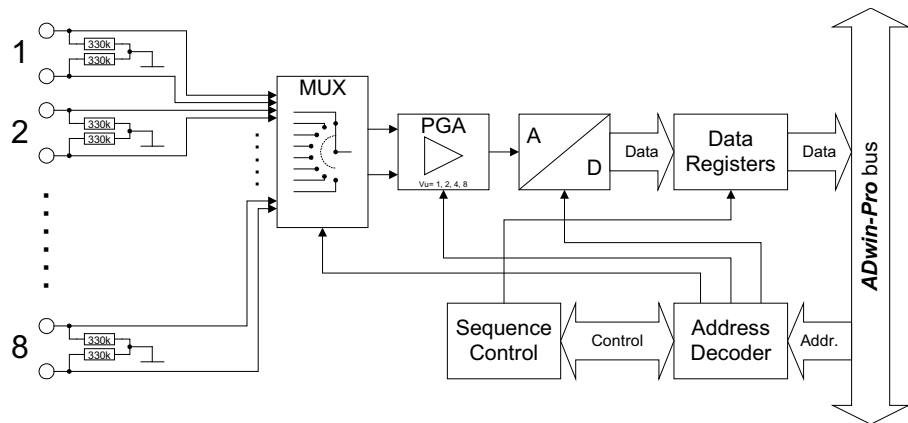 1
330k
330k
2
330k
330k
8
330k
330k
MUX
PGA
Vu= 1, 2, 4, 8
A
D
Data
Data
Registers
Data
ADwin-Pro bus
Sequence
Control
Control
Address
Decoder
Addr.